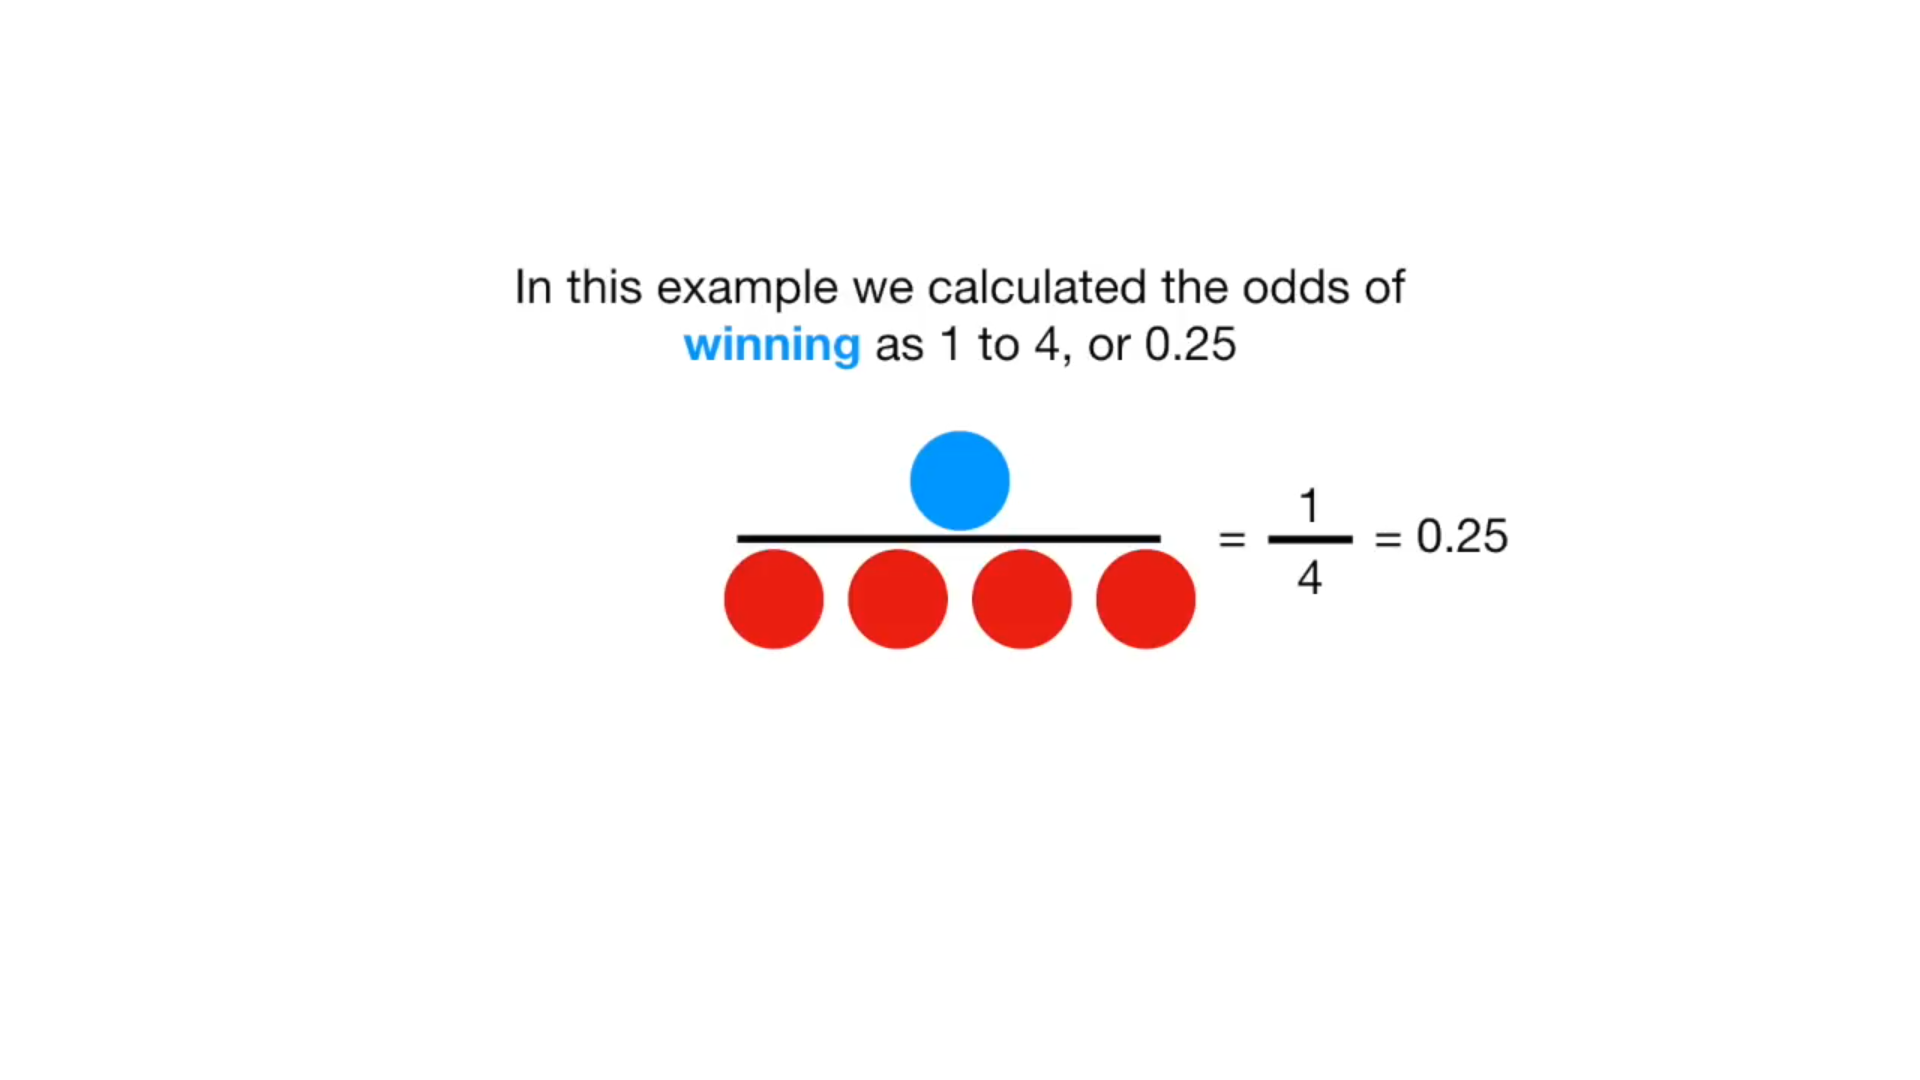 In this example we calculated the odds of
winning as 1 to 4, or 0.25
= 1/4 = 0.25